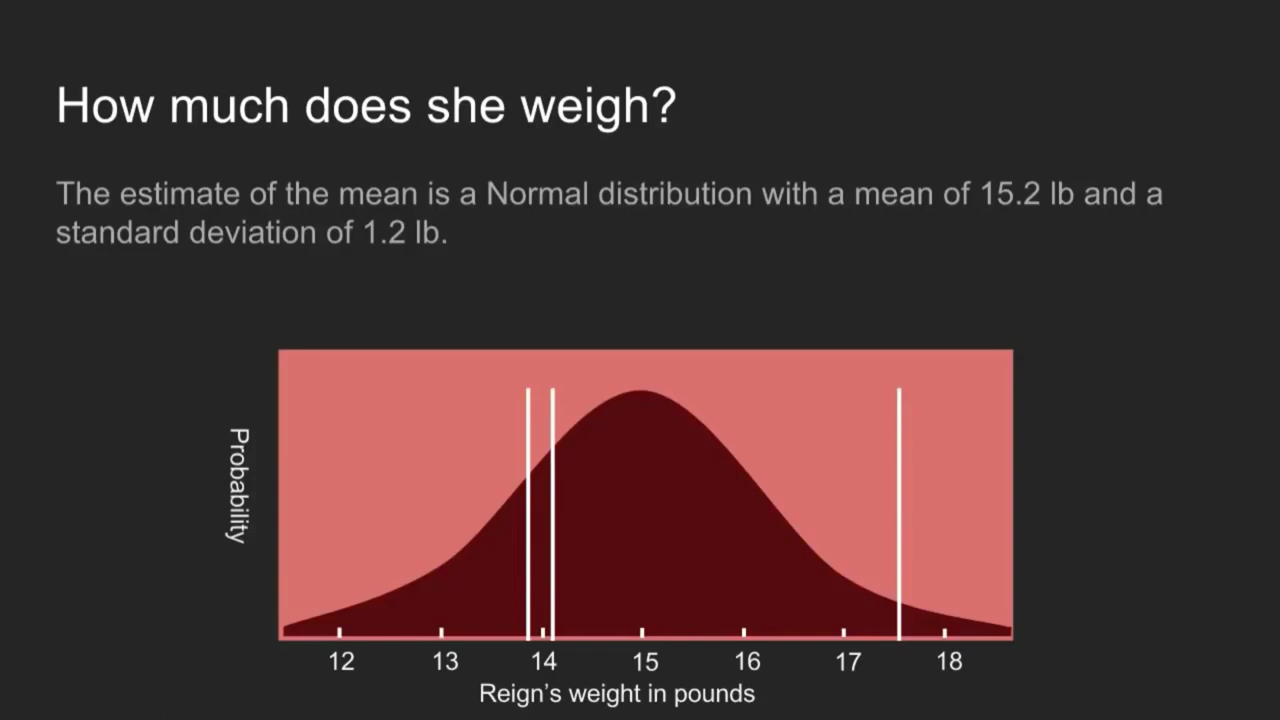 How much does she weigh?
The estimate of the mean is a Normal distribution with a mean of 15.2 lb and a
standard deviation of 1.2 lb.
Probability
12 13 14 15 16 17 18
Reign's weight in pounds